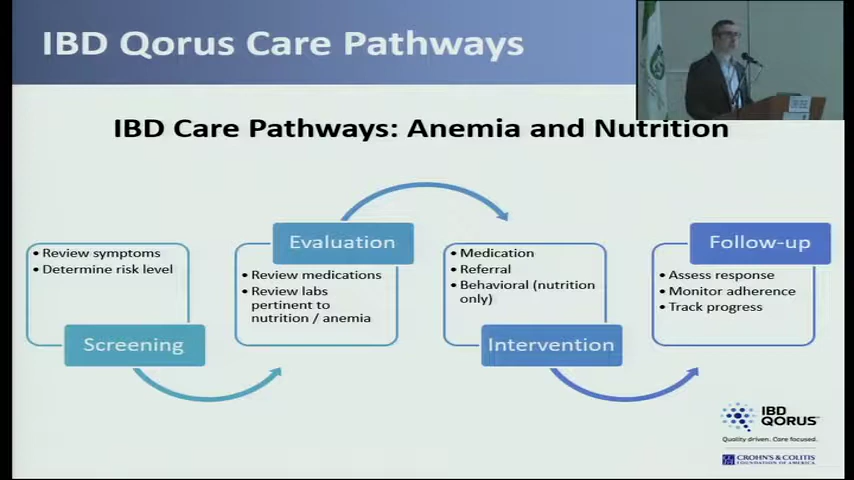 IBD Qorus Care Pathways
IBD Care Pathways: Anemia and Nutrition
• Review symptoms
• Determine risk level
Screening
Evaluation
• Review medications
• Review labs
pertinent to
nutrition / anemia
• Medication
• Referral
• Behavioral (nutrition
only)
Intervention
Follow-up
• Assess response
• Monitor adherence
• Track progress
IBD
QORUS
Quality driven. Care focused.
CROHN'S & COLITIS
FOUNDATION OF AMERICA